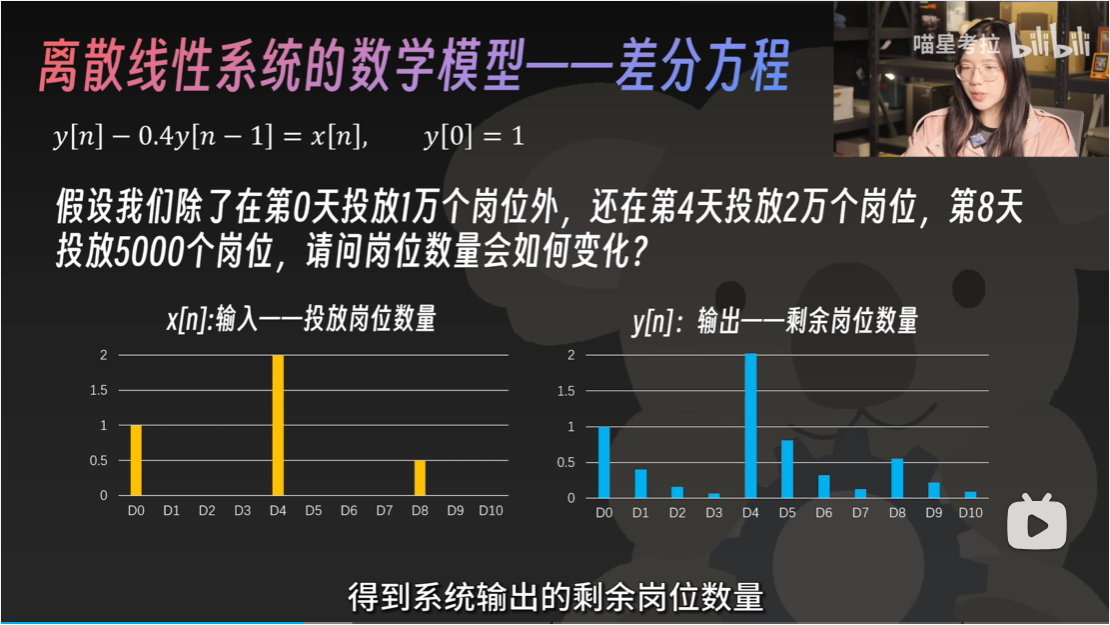 离散线性系统的数学模型——差分方程
喵星考拉 bilibili
y[n] − 0.4y[n − 1] = x[n], y[0] = 1
假设我们除了在第0天投放1万个岗位外，还在第4天投放2万个岗位，第8天
投放5000个岗位，请问岗位数量会如何变化？
x[n]:输入——投放岗位数量
2
1.5
1
0.5
0
D0 D1 D2 D3 D4 D5 D6 D7 D8 D9 D10
y[n]：输出——剩余岗位数量
2
1.5
1
0.5
0
D0 D1 D2 D3 D4 D5 D6 D7 D8 D9 D10
得到系统输出的剩余岗位数量